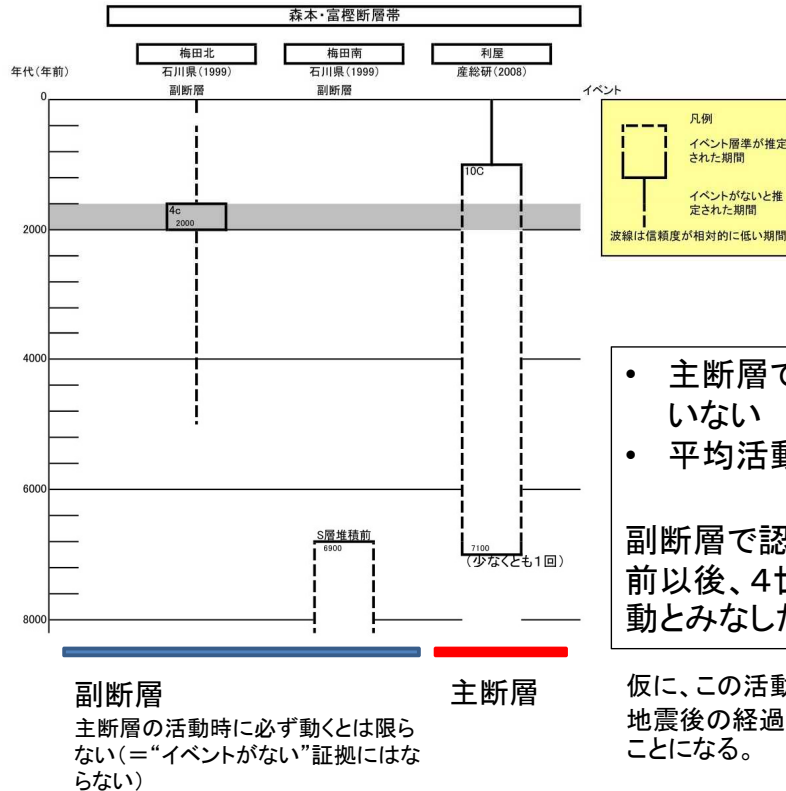 森本・富樫断層帯
梅田北
梅田南
利屋
年代(年前)
石川県(1999)
石川県(1999)
産総研(2008)
副断層
副断層
イベント
0
2000
4000
6000
8000
4c
2000
10C
S層堆積前
6900
7100
(少なくとも1回)
凡例
イベント層準が推定
された期間
イベントがないと推
定された期間
波線は信頼度が相対的に低い期間
• 主断層で
いない
• 平均活動
副断層で認
前以後、4世
動とみなした
副断層
主断層の活動時に必ず動くとは限ら
ない(=“イベントがない”証拠にはな
らない)
主断層
仮に、この活動
地震後の経過
ことになる。